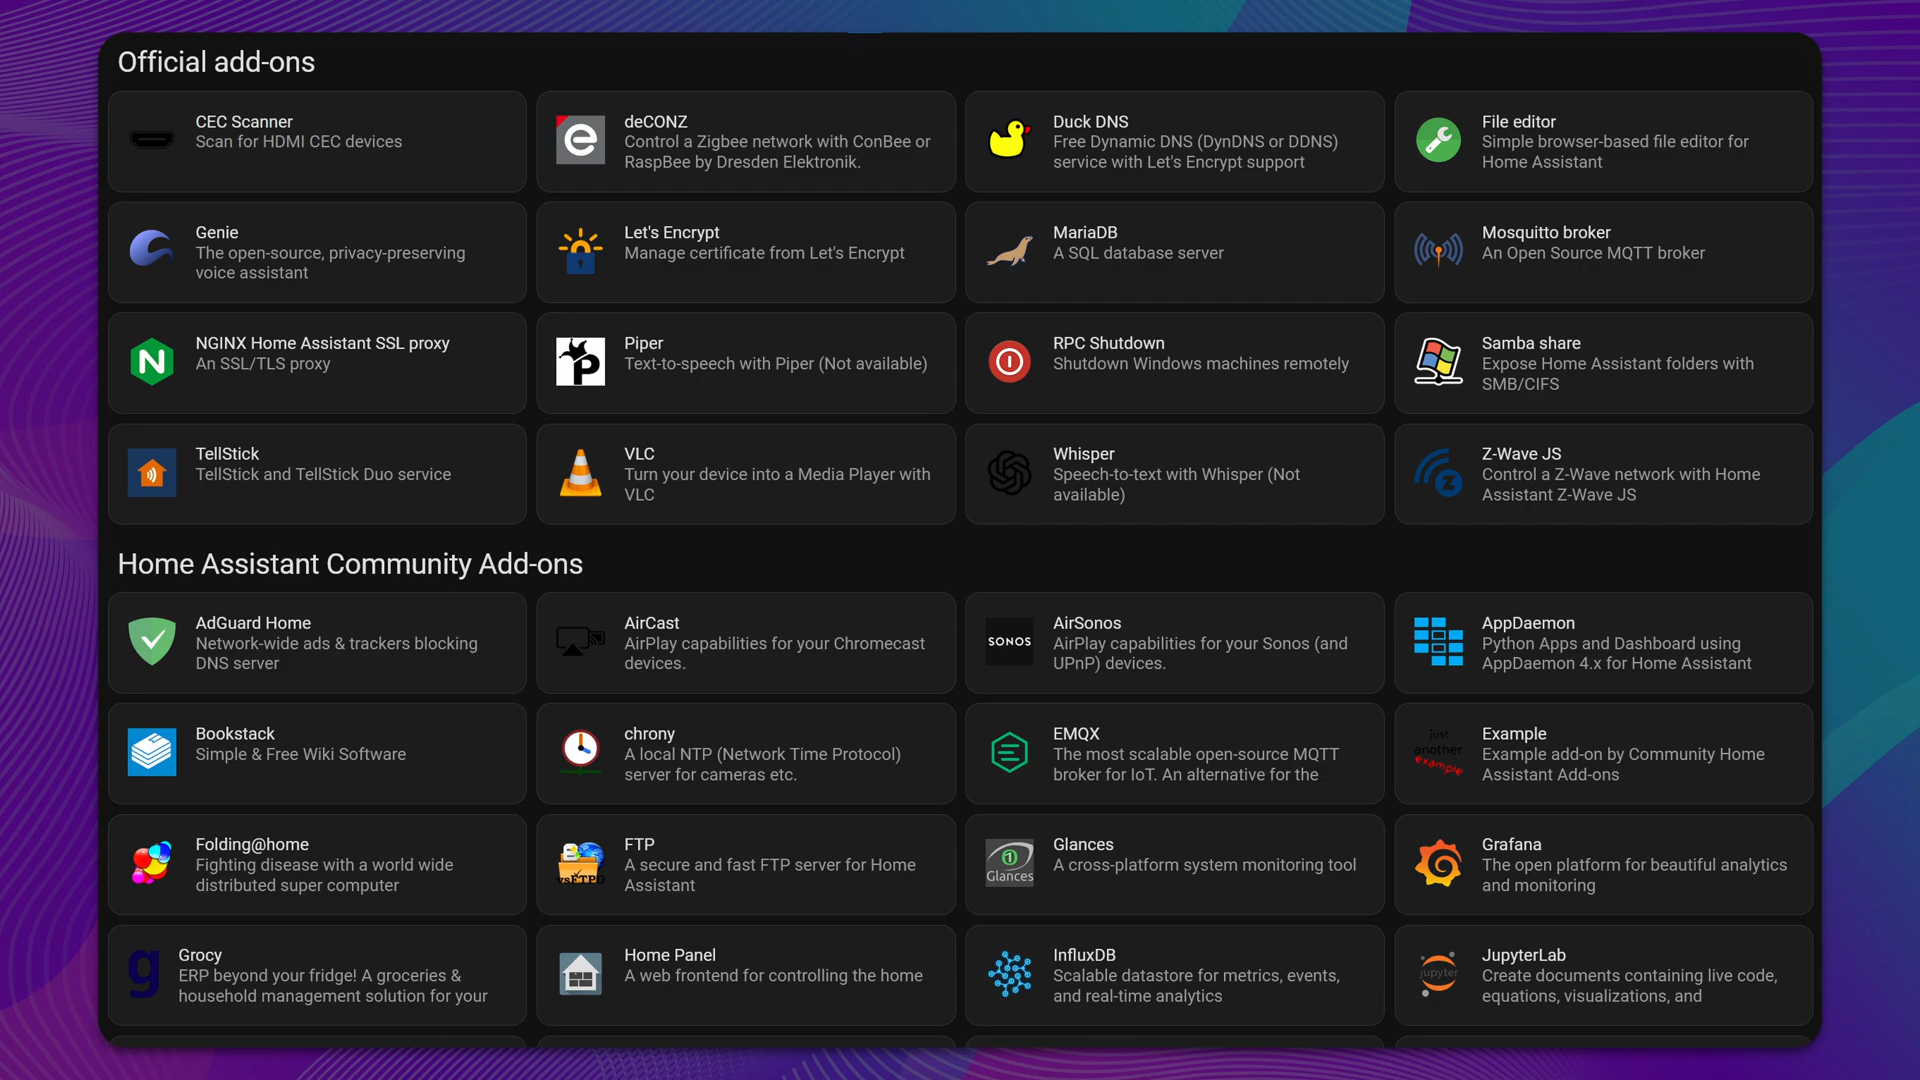 Official add-ons
CEC Scanner
Scan for HDMI CEC devices
deCONZ
Control a Zigbee network with ConBee or
RaspBee by Dresden Elektronik.
Duck DNS
Free Dynamic DNS (DynDNS or DDNS)
service with Let's Encrypt support
File editor
Simple browser-based file editor for
Home Assistant
Genie
The open-source, privacy-preserving
voice assistant
Let's Encrypt
Manage certificate from Let's Encrypt
MariaDB
A SQL database server
Mosquitto broker
An Open Source MQTT broker
NGINX Home Assistant SSL proxy
An SSL/TLS proxy
Piper
Text-to-speech with Piper (Not available)
RPC Shutdown
Shutdown Windows machines remotely
Samba share
Expose Home Assistant folders with
SMB/CIFS
TellStick
TellStick and TellStick Duo service
VLC
Turn your device into a Media Player with
VLC
Whisper
Speech-to-text with Whisper (Not
available)
Z-Wave JS
Control a Z-Wave network with Home
Assistant Z-Wave JS
Home Assistant Community Add-ons
AdGuard Home
Network-wide ads & trackers blocking
DNS server
AirCast
AirPlay capabilities for your Chromecast
devices.
SONOS
AirSonos
AirPlay capabilities for your Sonos (and
UPnP) devices.
AppDaemon
Python Apps and Dashboard using
AppDaemon 4.x for Home Assistant
Bookstack
Simple & Free Wiki Software
chrony
A local NTP (Network Time Protocol)
server for cameras etc.
EMQX
The most scalable open-source MQTT
broker for IoT. An alternative for the
just
another
example
Example
Example add-on by Community Home
Assistant Add-ons
Folding@home
Fighting disease with a world wide
distributed super computer
vsFTPD
FTP
A secure and fast FTP server for Home
Assistant
Glances
Glances
A cross-platform system monitoring tool
Grafana
The open platform for beautiful analytics
and monitoring
g
Grocy
ERP beyond your fridge! A groceries &
household management solution for your
Home Panel
A web frontend for controlling the home
InfluxDB
Scalable datastore for metrics, events,
and real-time analytics
jupyter
JupyterLab
Create documents containing live code,
equations, visualizations, and